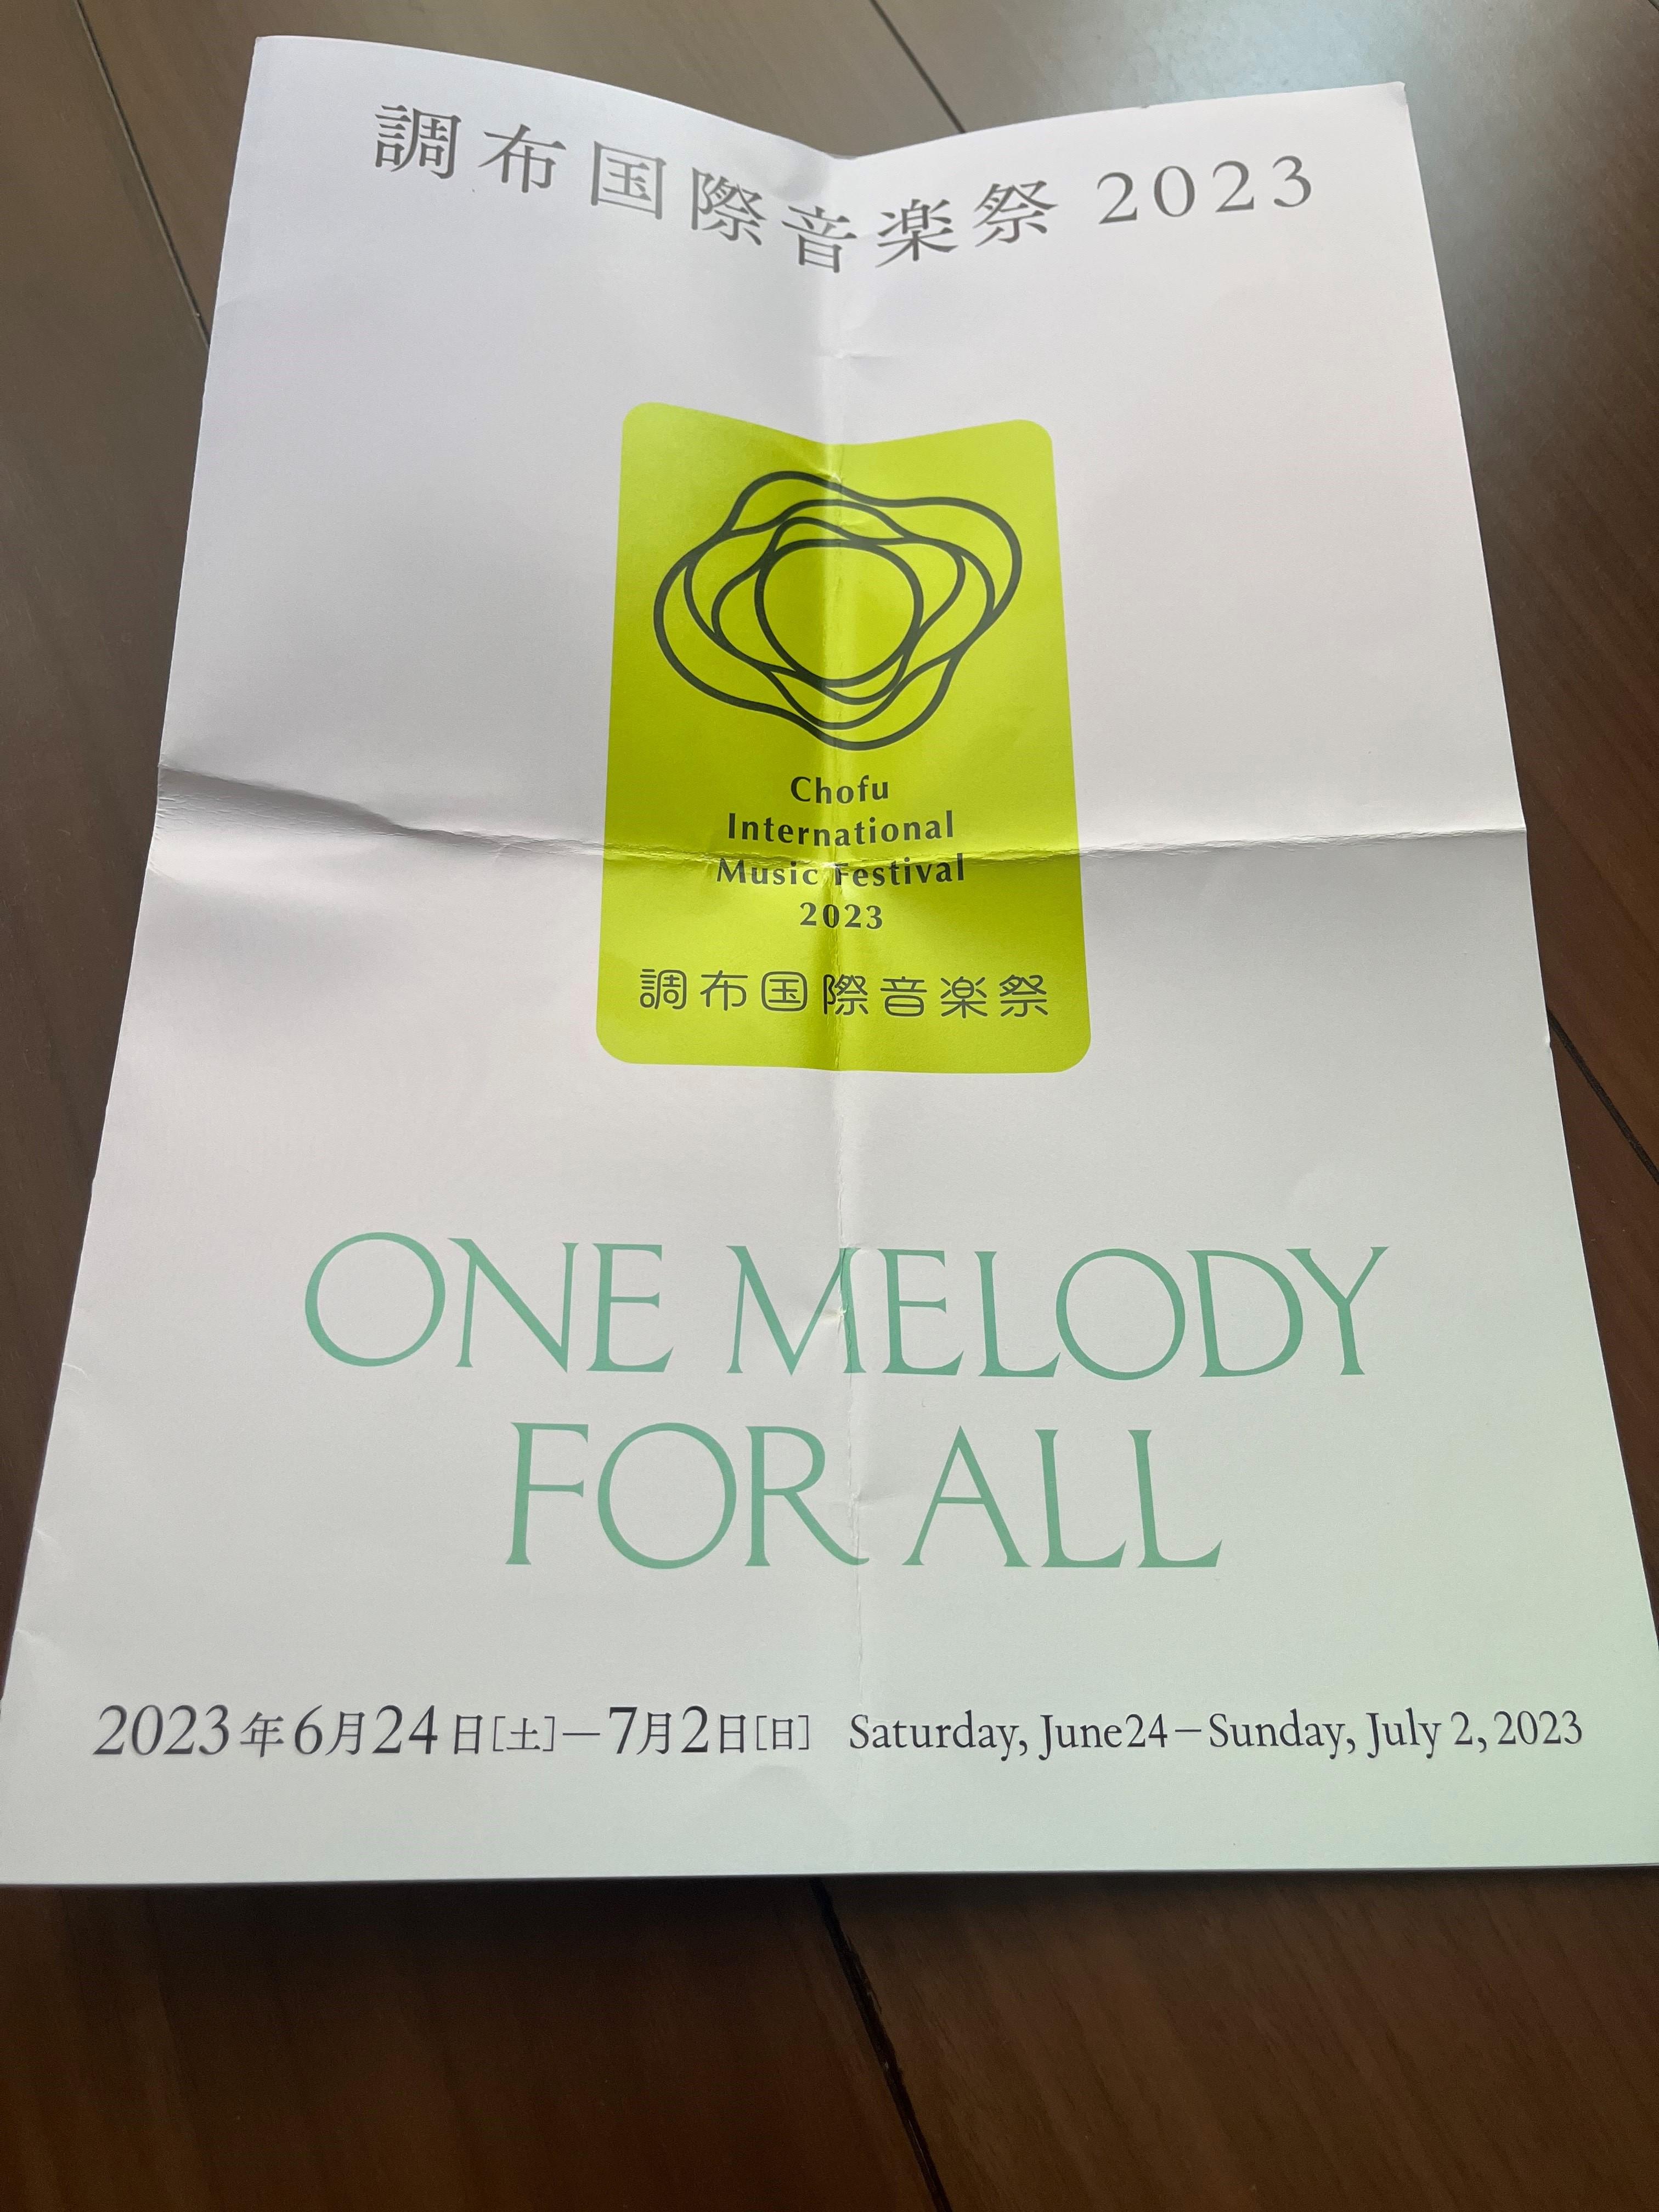 調布国際音楽祭 2023
Chofu
International
Music Festival
2023
調布国際音楽祭
ONE MELODY
FOR ALL
2023年6月24日[土]—7月2日[日] Saturday, June24—Sunday, July 2, 2023